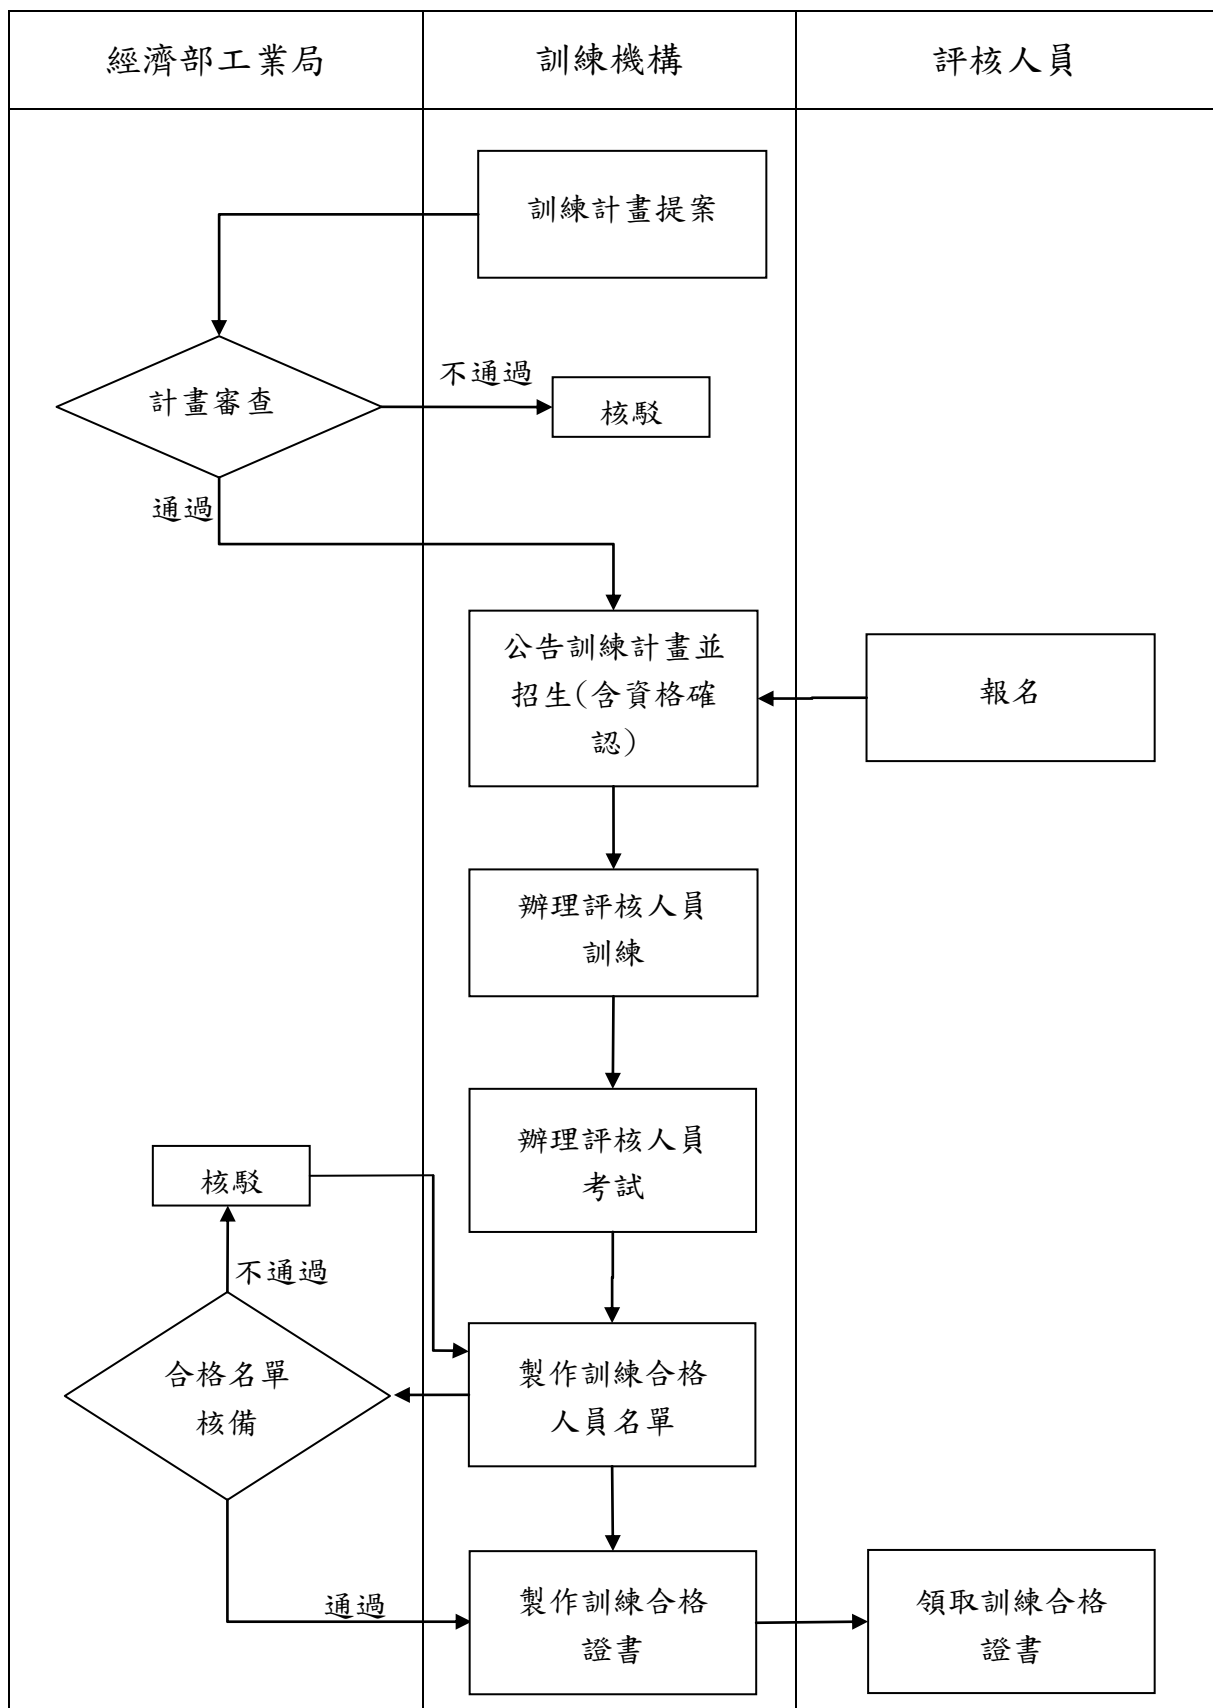 經濟部工業局
訓練機構
評核人員
訓練計畫提案
計畫審查
不通過
核駁
通過
公告訓練計畫並
招生(含資格確
認)
報名
辦理評核人員
訓練
辦理評核人員
考試
核駁
不通過
合格名單
核備
製作訓練合格
人員名單
通過
製作訓練合格
證書
領取訓練合格
證書